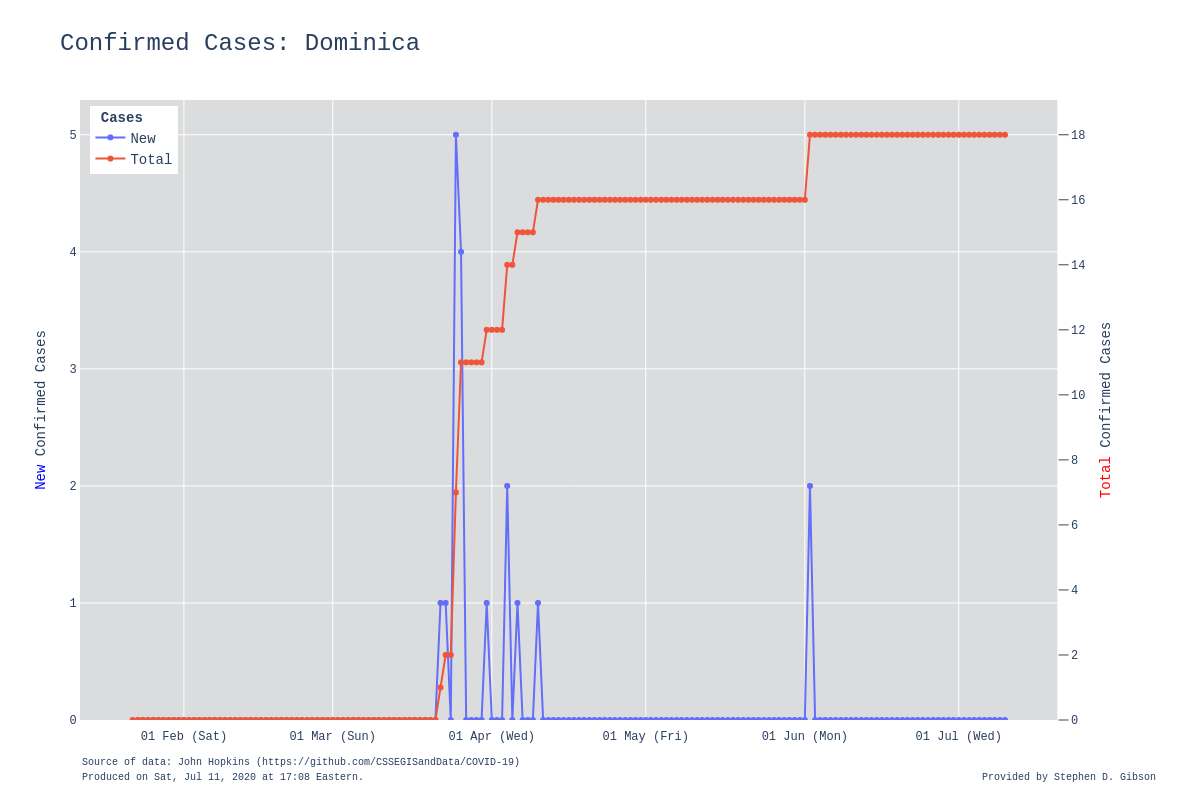 Confirmed Cases: Dominica
Cases
New
Total
5
4
3
2
1
0
18
16
14
12
10
8
6
4
2
0
New Confirmed Cases
Total Confirmed Cases
01 Feb (Sat)
01 Mar (Sun)
01 Apr (Wed)
01 May (Fri)
01 Jun (Mon)
01 Jul (Wed)
Source of data: John Hopkins (https://github.com/CSSEGISandData/COVID-19)
Produced on Sat, Jul 11, 2020 at 17:08 Eastern.
Provided by Stephen D. Gibson